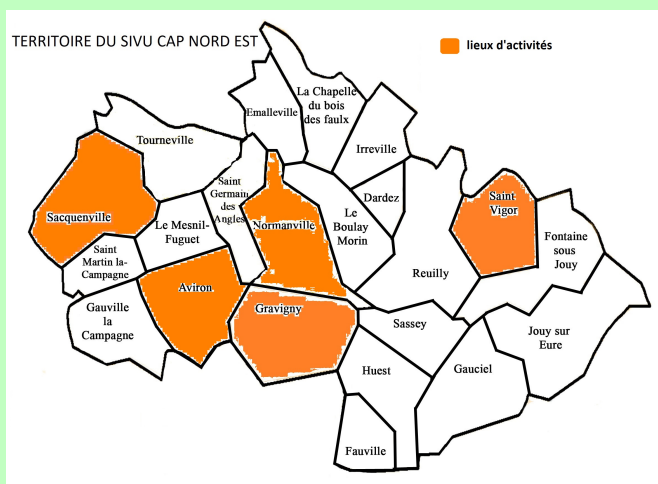 TERRITOIRE DU SIVU CAP NORD EST
lieux d'activités
La Chapelle
du bois
des faulx
Emalleville
Tourneville
Irreville
Saint
Germain
des
Angles
Dardez
Saint
Vigor
Sacquenville
Le Mesnil-
Fuguet
Normanville
Le
Boulay
Morin
Fontaine
sous
Jouy
Saint
Martin la-
Campagne
Reuilly
Aviron
Gauville
la
Campagne
Gravigny
Sassey
Jouy sur
Eure
Huest
Gauciel
Fauville